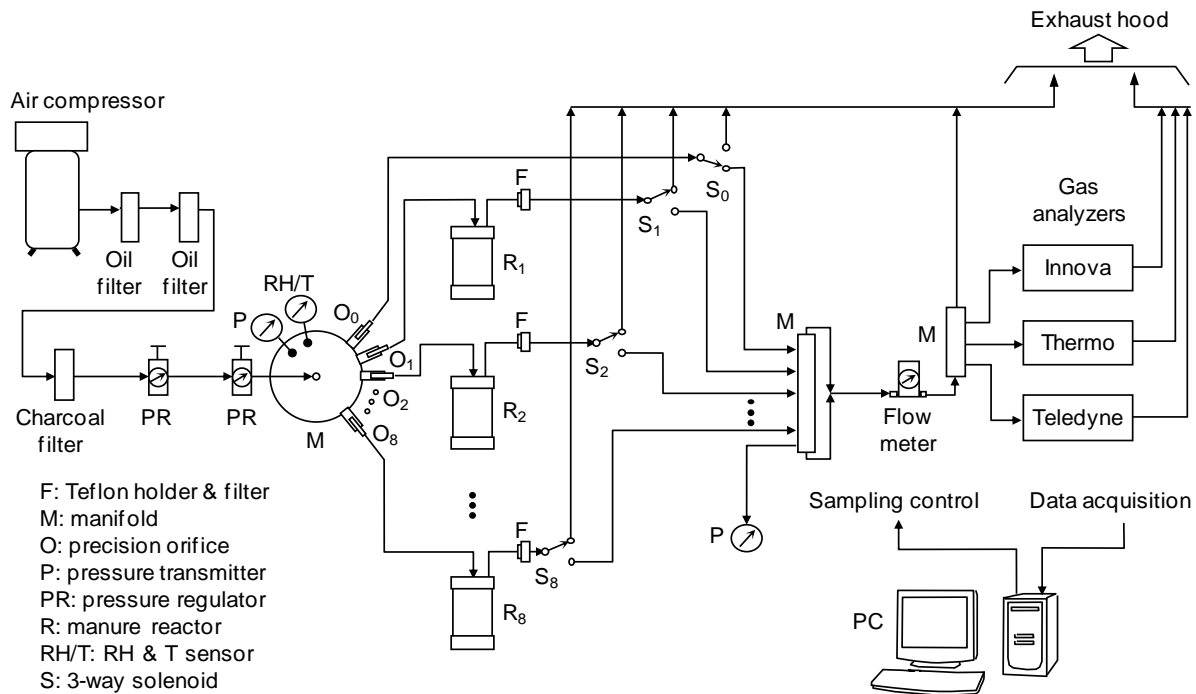 Exhaust hood
Air compressor
Oil
filter
Oil
filter
F
S₀
S₁
R₁
Gas
analyzers
Innova
Thermo
Teledyne
RH/T
P
O₀
O₁
O₂
O₈
F
S₂
R₂
M
M
Charcoal
filter
PR
PR
M
Flow
meter
F: Teflon holder & filter
M: manifold
O: precision orifice
P: pressure transmitter
PR: pressure regulator
R: manure reactor
RH/T: RH & T sensor
S: 3-way solenoid
F
S₈
R₈
P
Sampling control
Data acquisition
PC